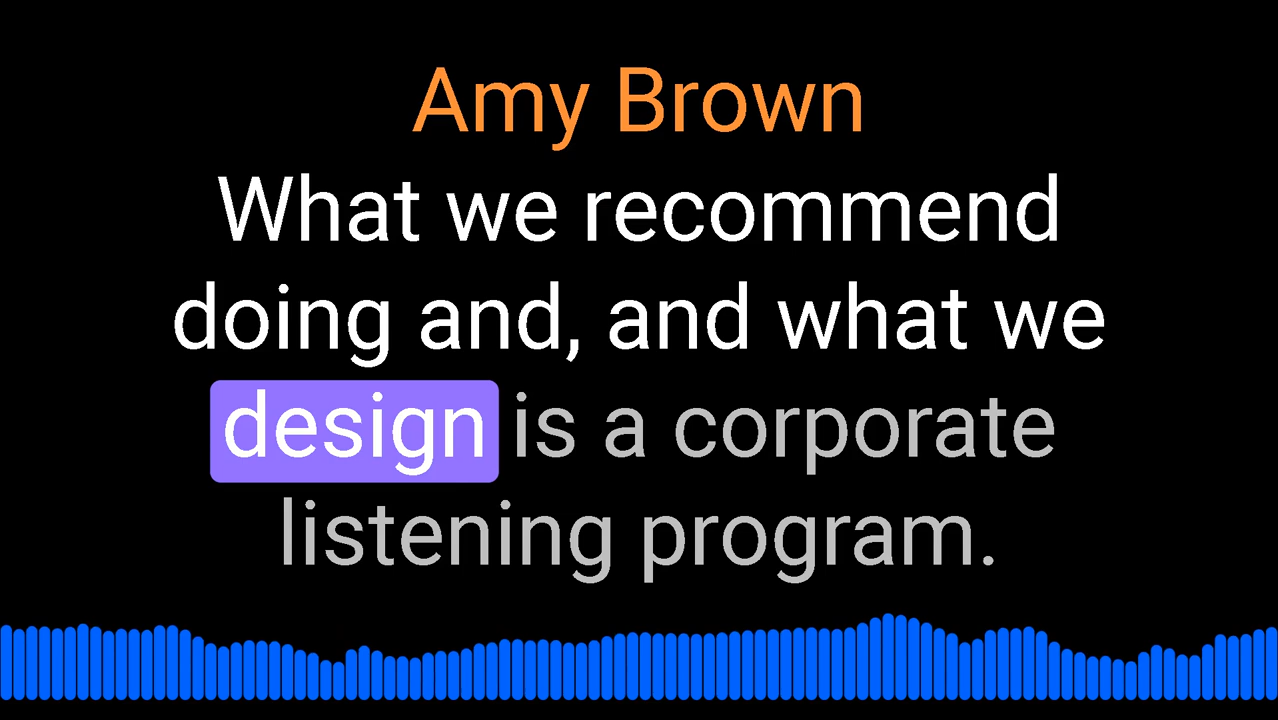 Amy Brown
What we recommend
doing and, and what we
design is a corporate
listening program.